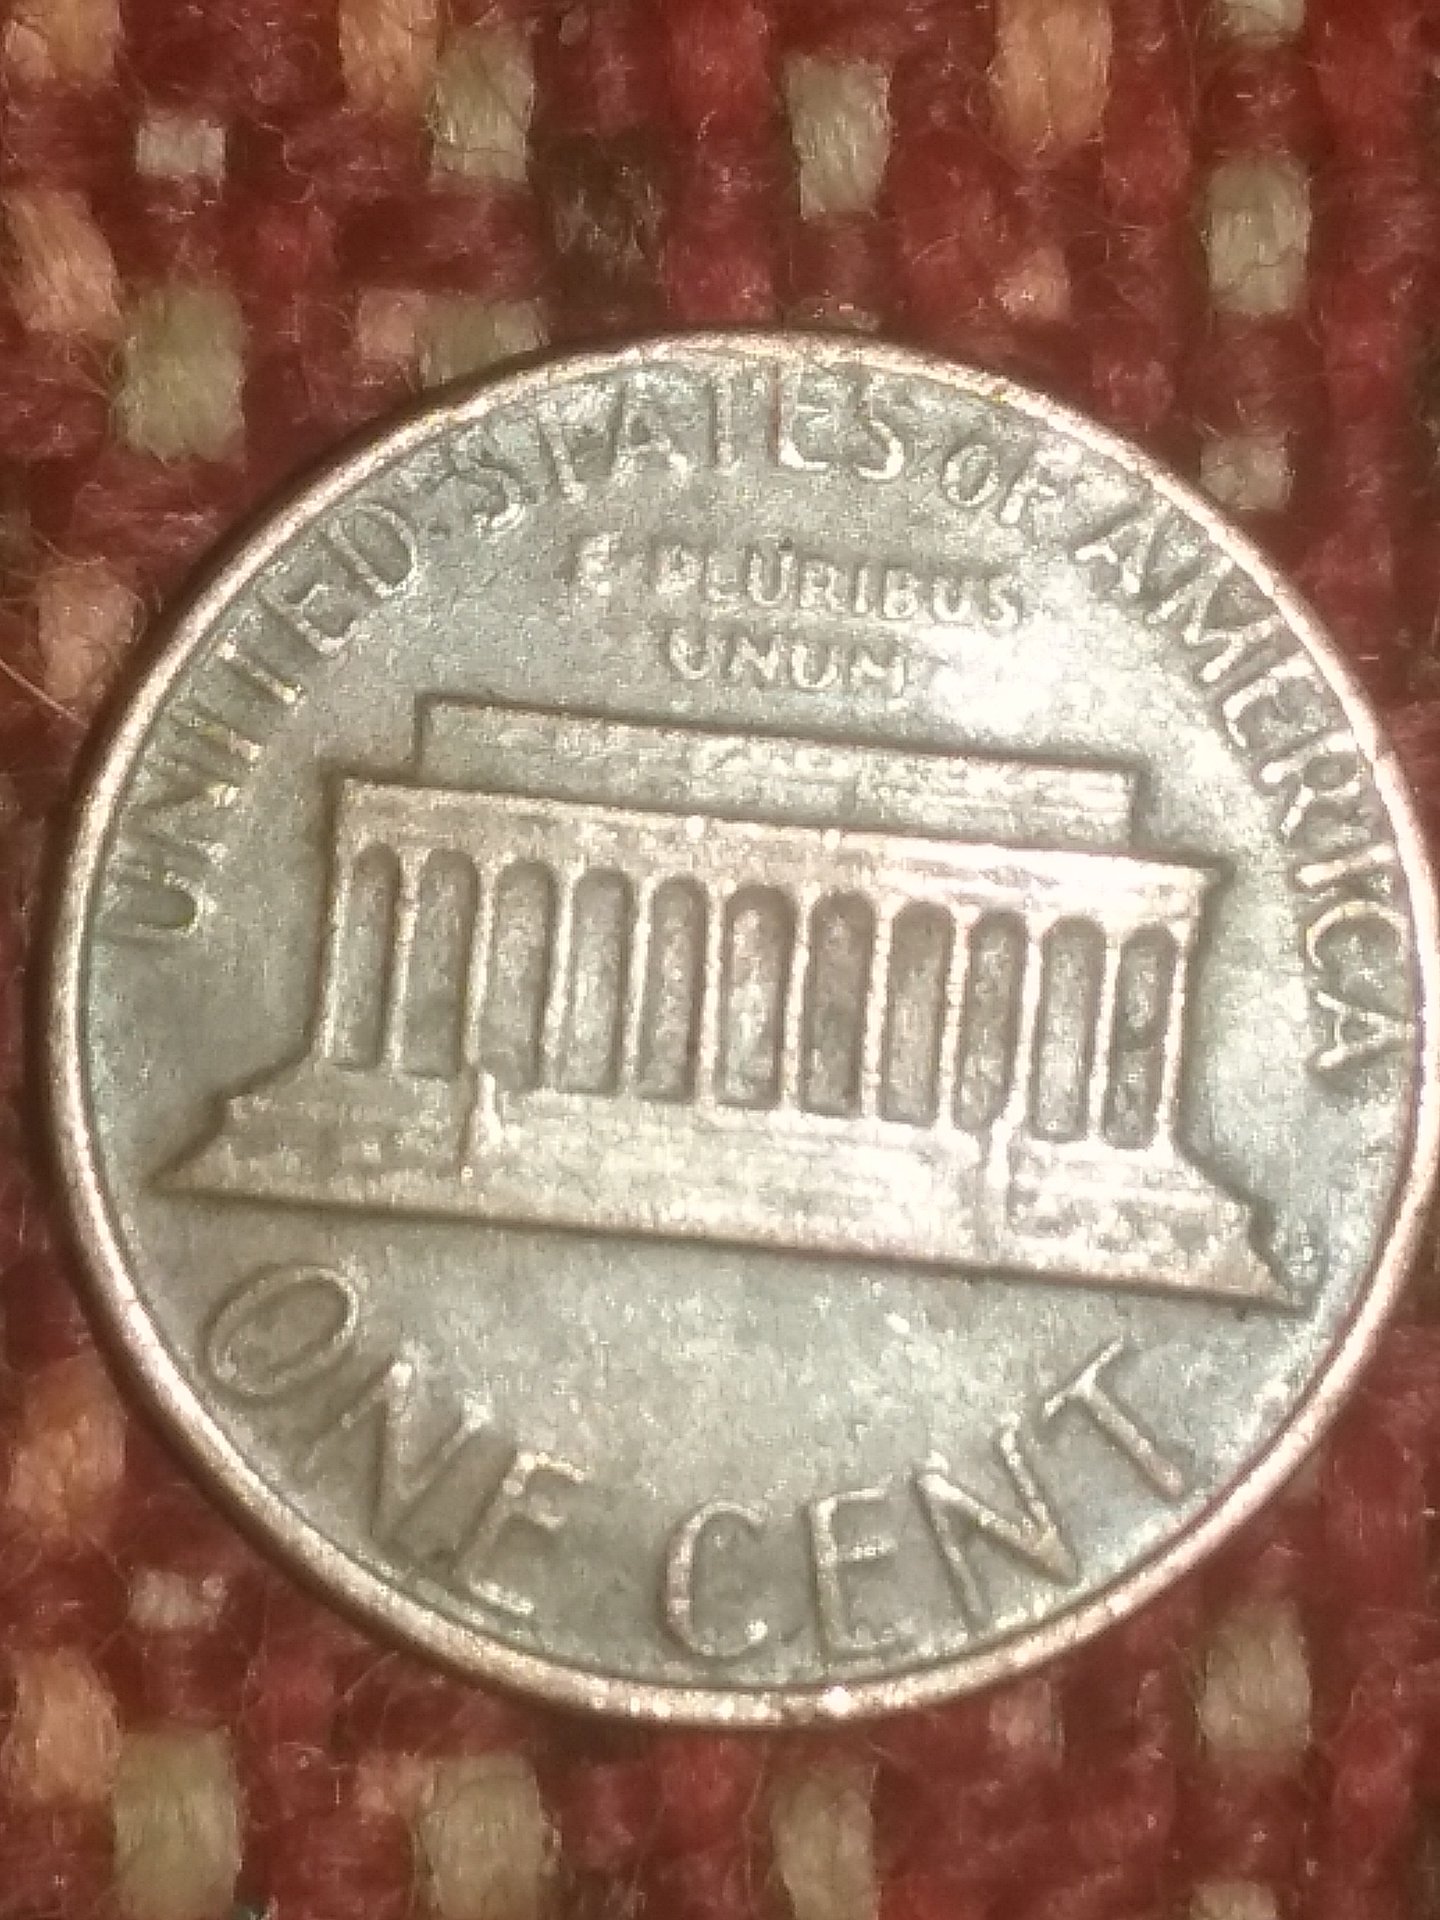 UNITED STATES OF AMERICA
E PLURIBUS
UNUM
ONE CENT